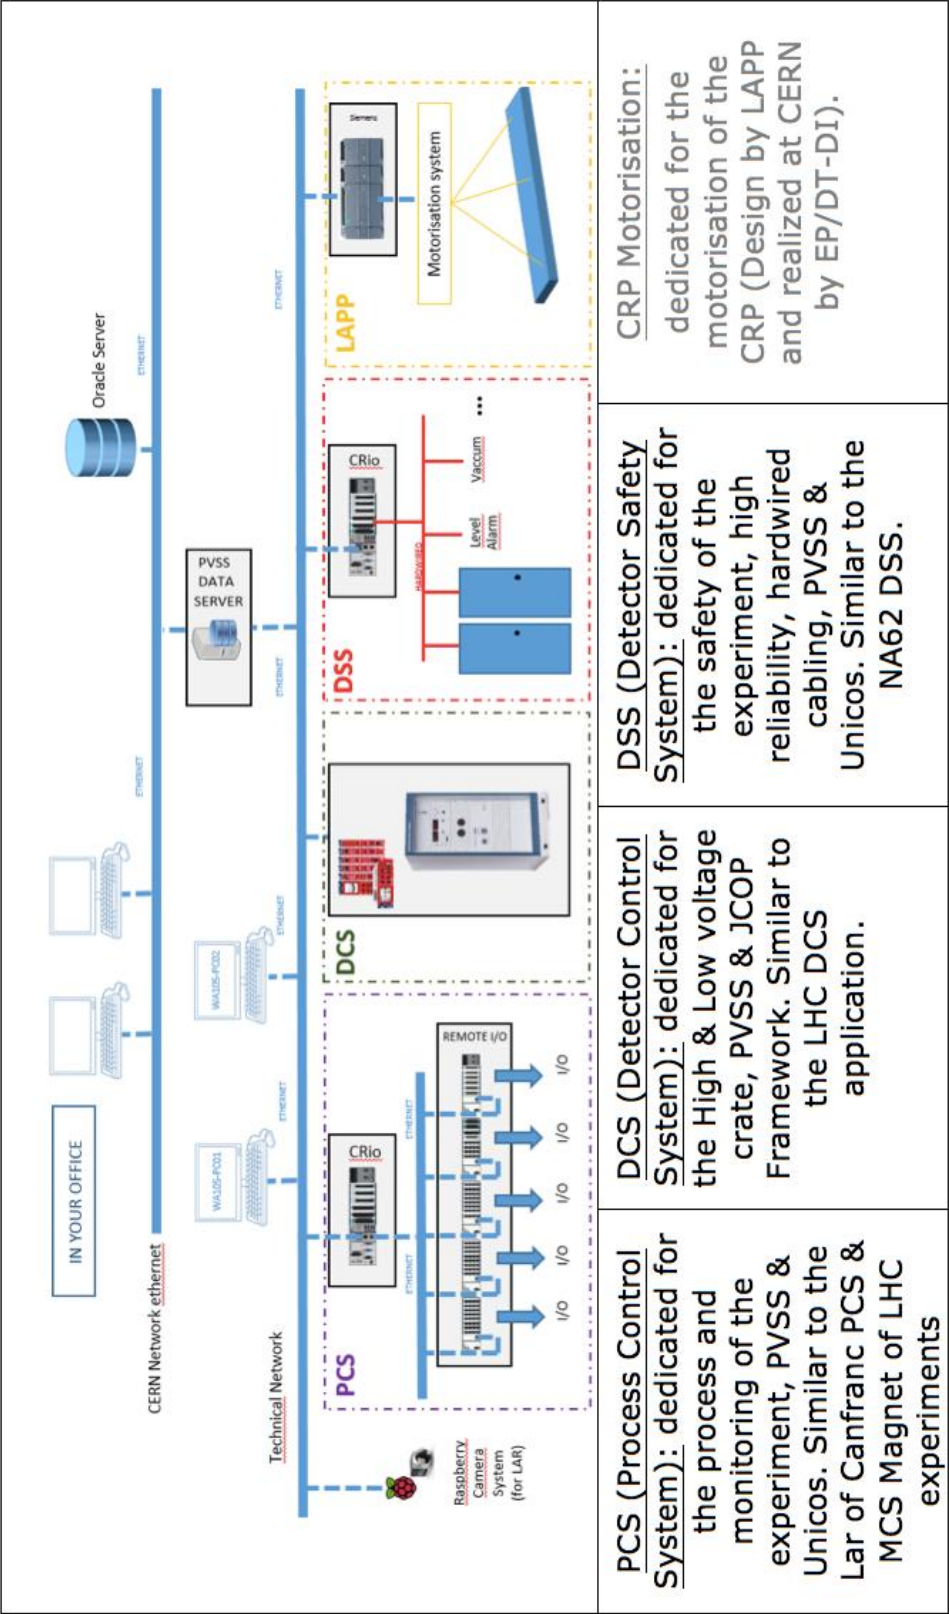 IN YOUR OFFICE
ETHERNET
Oracle Server
ETHERNET
CERN Network ethernet
WA105-PC01
WA105-PC02
PVSS
DATA
SERVER
ETHERNET
ETHERNET
ETHERNET
ETHERNET
Technical Network
Raspberry
Camera
System
(for LAR)
PCS
CRio
ETHERNET
ETHERNET
REMOTE I/O
I/O
I/O
I/O
I/O
I/O
DCS
DSS
CRio
HARDWIRED
Level
Alarm
Vaccum
...
LAPP
Siemens
Motorisation system
PCS (Process Control
System): dedicated for
the process and
monitoring of the
experiment, PVSS &
Unicos. Similar to the
Lar of Canfranc PCS &
MCS Magnet of LHC
experiments
DCS (Detector Control
System): dedicated for
the High & Low voltage
crate, PVSS & JCOP
Framework. Similar to
the LHC DCS
application.
DSS (Detector Safety
System): dedicated for
the safety of the
experiment, high
reliability, hardwired
cabling, PVSS &
Unicos. Similar to the
NA62 DSS.
CRP Motorisation:
dedicated for the
motorisation of the
CRP (Design by LAPP
and realized at CERN
by EP/DT-DI).